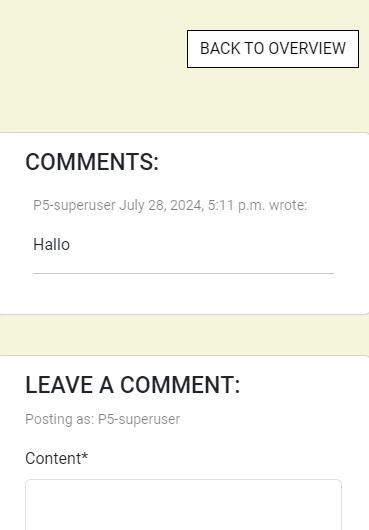 BACK TO OVERVIEW
COMMENTS:
P5-superuser July 28, 2024, 5:11 p.m. wrote:
Hallo
LEAVE A COMMENT:
Posting as: P5-superuser
Content*